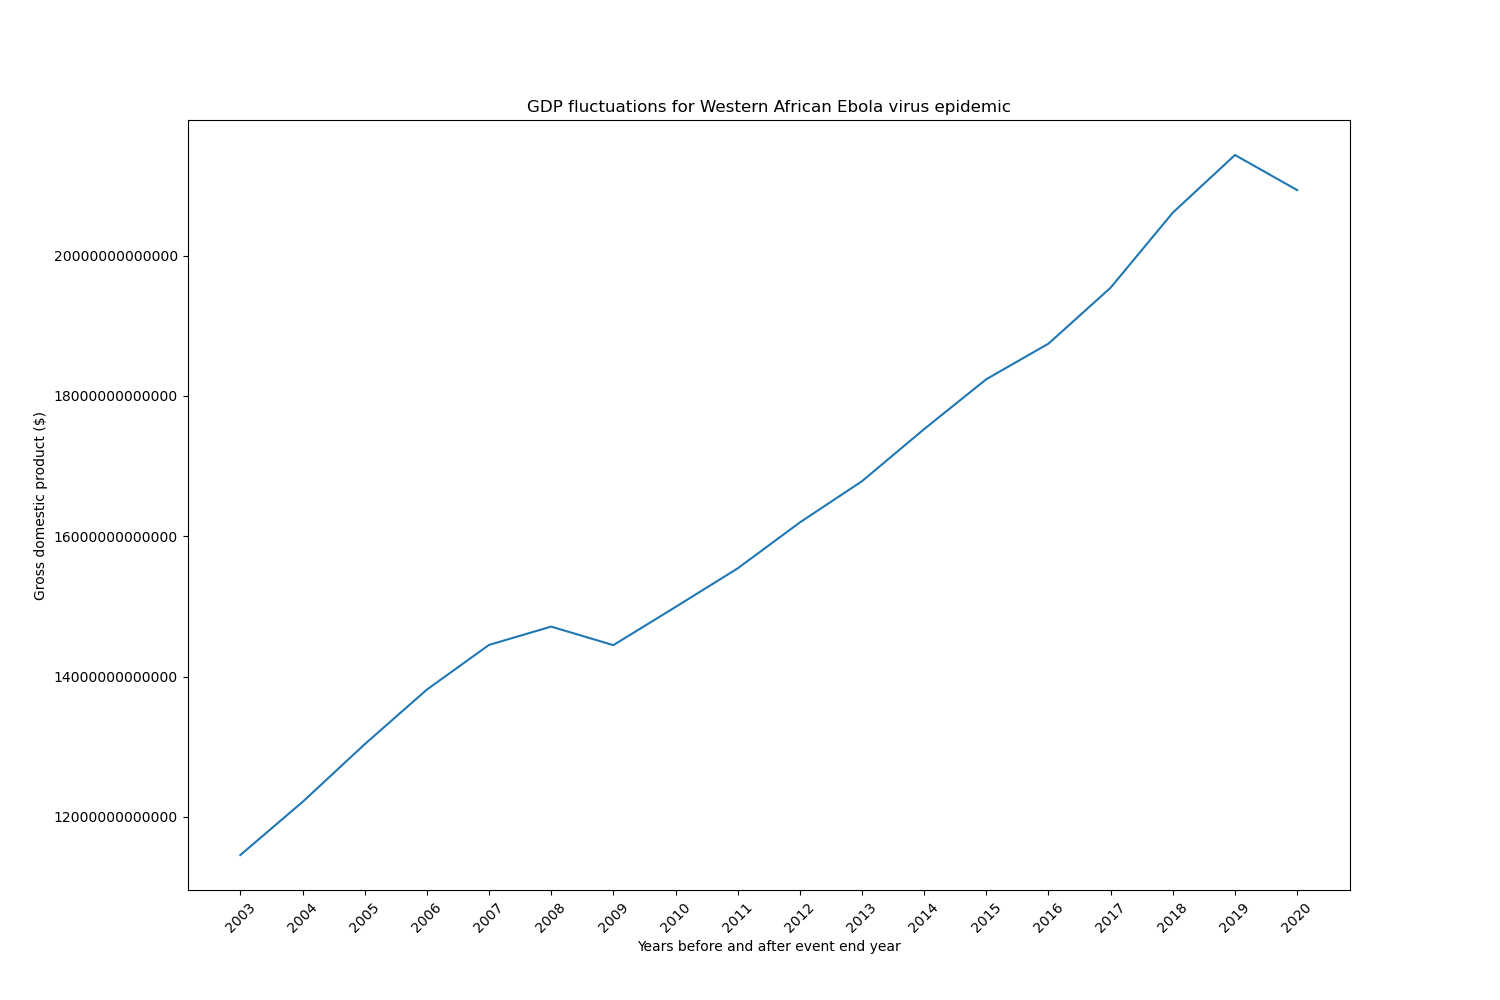 GDP fluctuations for Western African Ebola virus epidemic
Gross domestic product ($)
20000000000000
18000000000000
16000000000000
14000000000000
12000000000000
2003 2004 2005 2006 2007 2008 2009 2010 2011 2012 2013 2014 2015 2016 2017 2018 2019 2020
Years before and after event end year